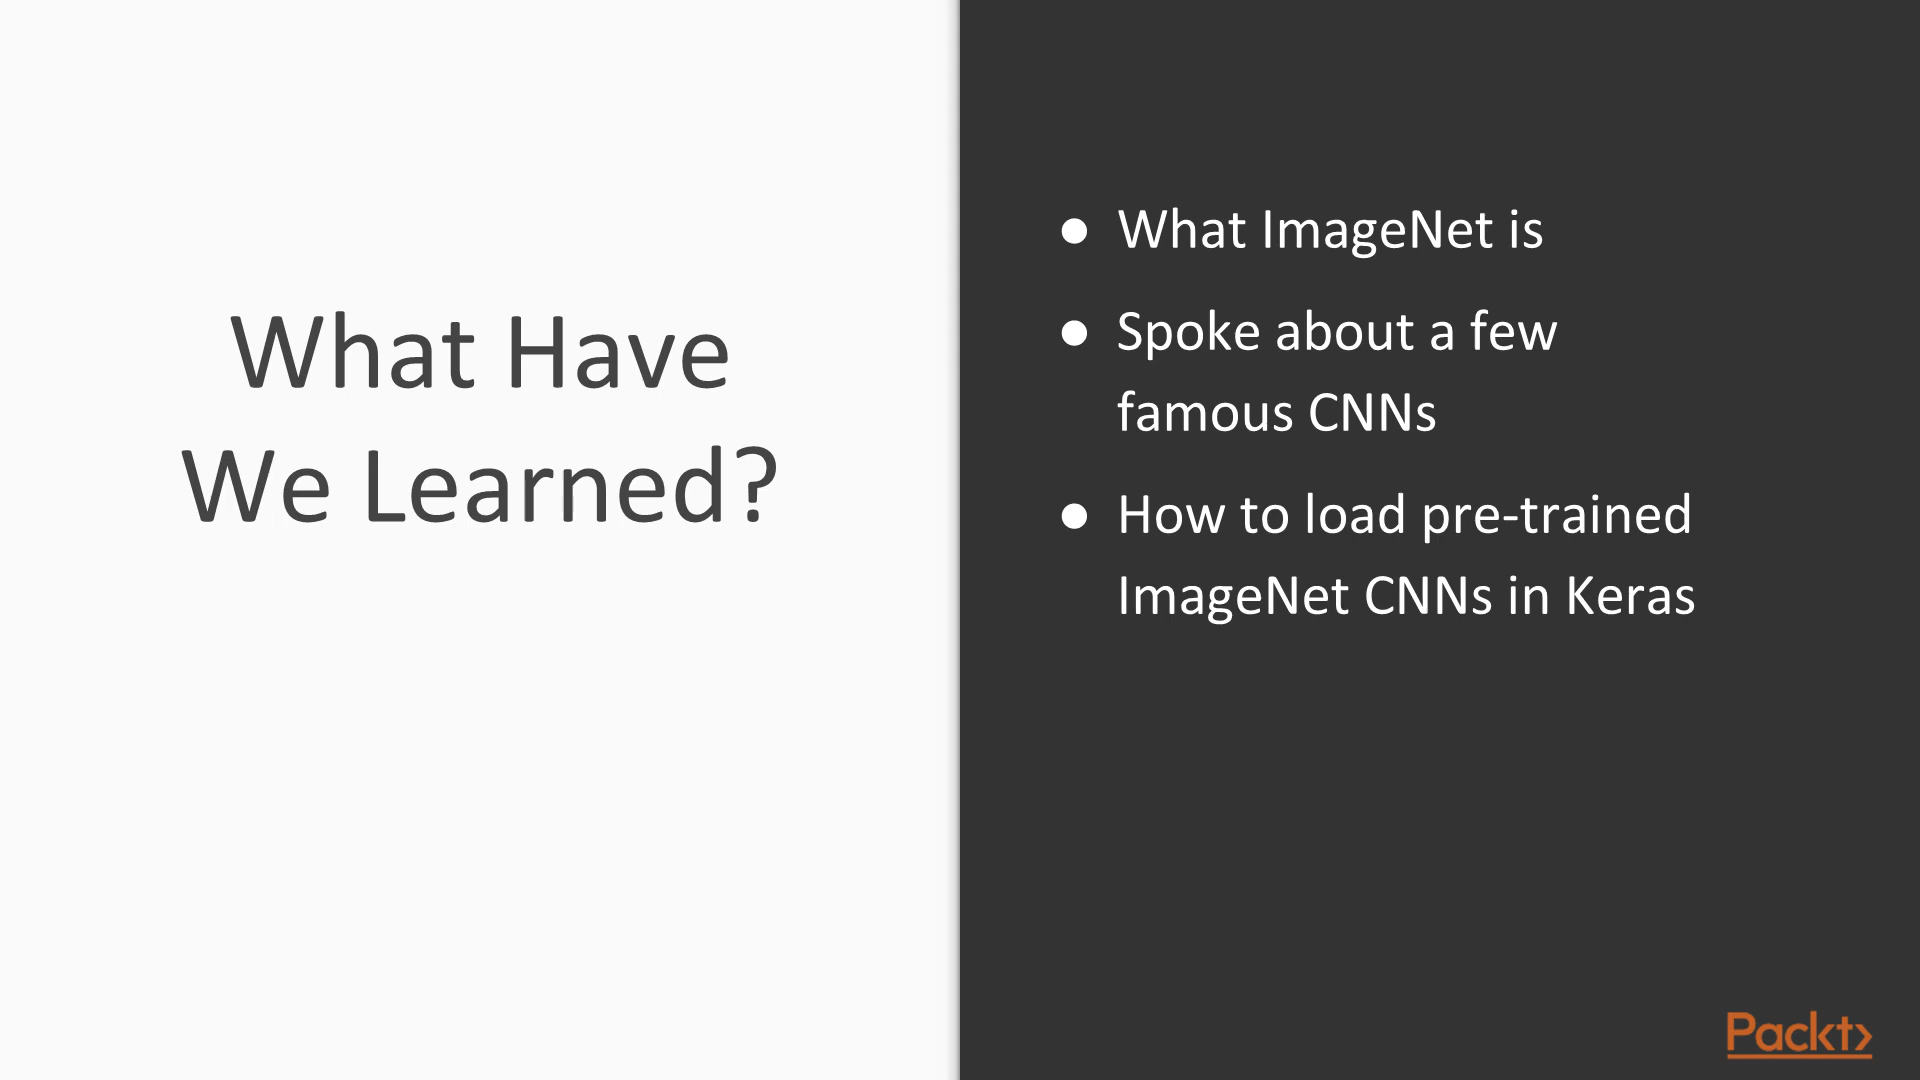 What Have
We Learned?
● What ImageNet is
● Spoke about a few
famous CNNs
● How to load pre-trained
ImageNet CNNs in Keras
Packt>